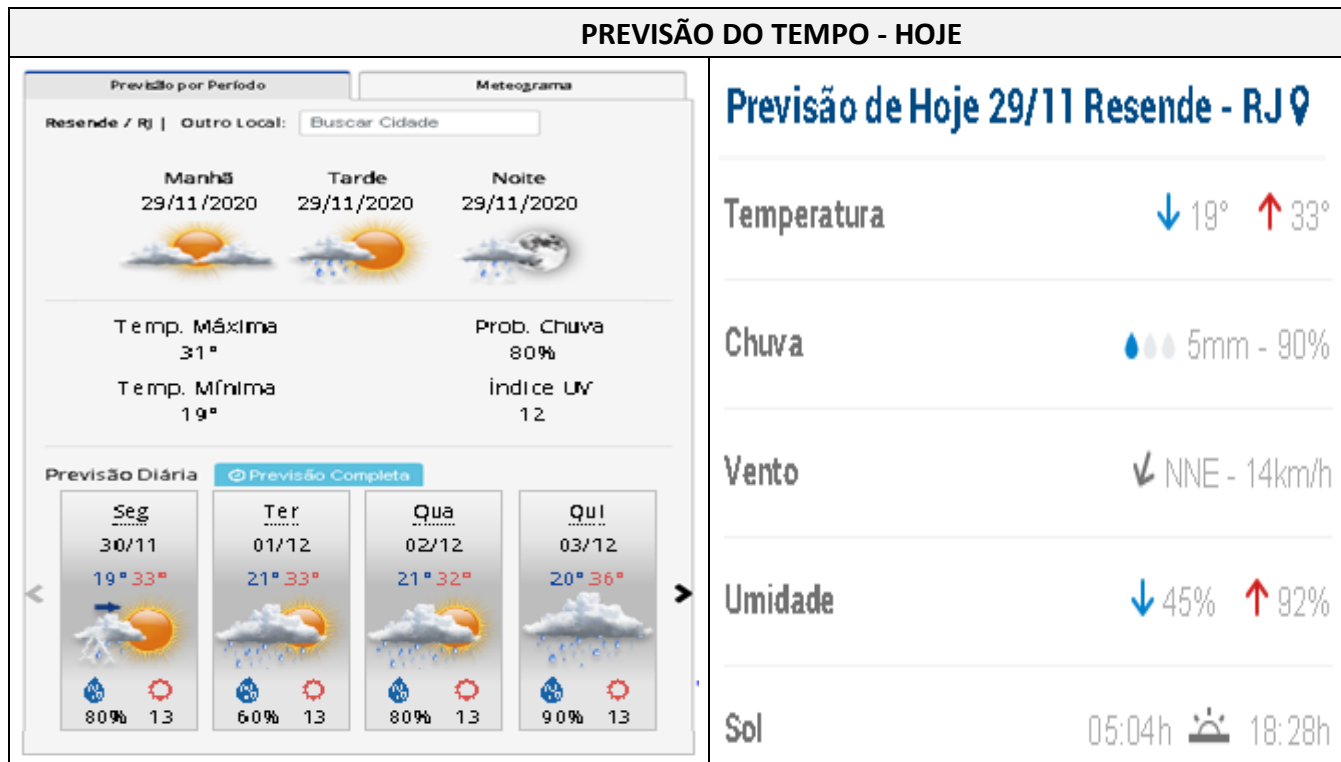 PREVISÃO DO TEMPO - HOJE
Previsão por Período
Meteograma
Resende / RJ | Outro Local: Buscar Cidade
Manhã Tarde Noite
29/11/2020 29/11/2020 29/11/2020
Temp. Máxima Prob. Chuva
31° 80%
Temp. Mínima Índice UV
19° 12
Previsão Diária Previsão Completa
Seg Ter Qua Qui
30/11 01/12 02/12 03/12
19° 33° 21° 33° 21° 32° 20° 36°
80% 13 60% 13 80% 13 90% 13
Previsão de Hoje 29/11 Resende - RJ
Temperatura 19° 33°
Chuva 5mm - 90%
Vento NNE - 14km/h
Umidade 45% 92%
Sol 05:04h 18:28h